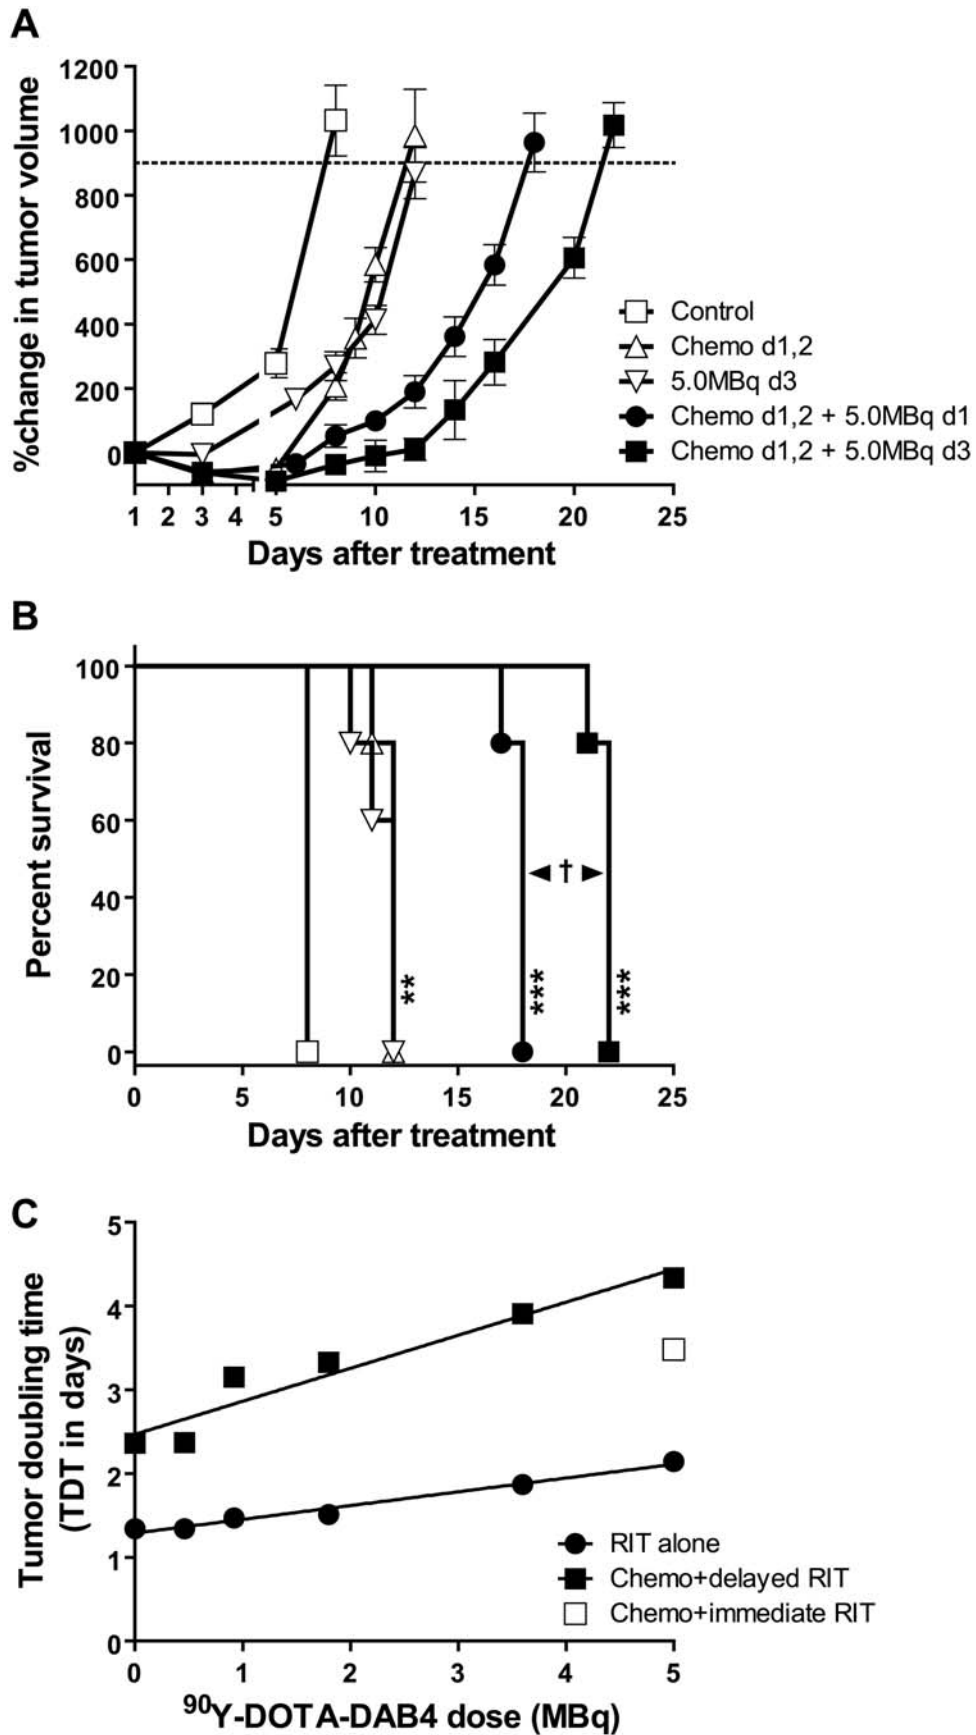 A
1200
1000
800
600
400
200
0
%change in tumor volume
Control
Chemo d1,2
5.0MBq d3
Chemo d1,2 + 5.0MBq d1
Chemo d1,2 + 5.0MBq d3
1 2 3 4 5 10 15 20 25
Days after treatment
B
100
80
60
40
20
0
Percent survival
†
**
***
***
0 5 10 15 20 25
Days after treatment
C
5
4
3
2
1
0
Tumor doubling time
(TDT in days)
RIT alone
Chemo+delayed RIT
Chemo+immediate RIT
0 1 2 3 4 5
⁹⁰Y-DOTA-DAB4 dose (MBq)